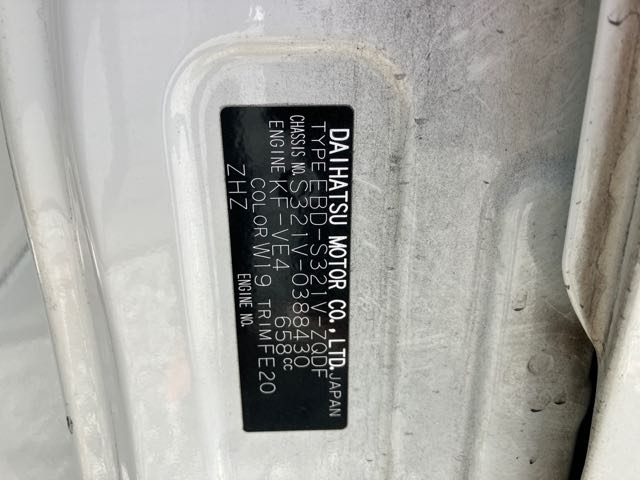 DAIHATSU MOTOR CO., LTD. JAPAN
TYPE EBD-S321V-ZQDF
CHASSIS NO. S321V-0388430
ENGINE KF-VE4 658cc
COLOR W19 TRIM FE20
ZHZ ENGINE NO.